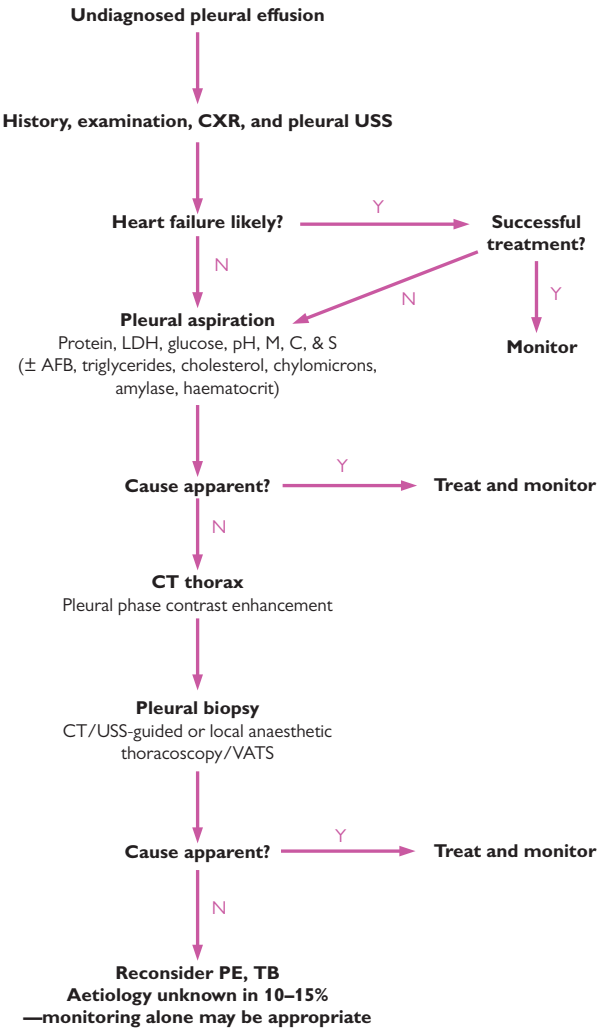 Undiagnosed pleural effusion
History, examination, CXR, and pleural USS
Heart failure likely?
Y
Successful
treatment?
N
N
Y
Pleural aspiration
Protein, LDH, glucose, pH, M, C, & S
(± AFB, triglycerides, cholesterol, chylomicrons,
amylase, haematocrit)
Monitor
Cause apparent?
Y
Treat and monitor
N
CT thorax
Pleural phase contrast enhancement
Pleural biopsy
CT/USS-guided or local anaesthetic
thoracoscopy/VATS
Cause apparent?
Y
Treat and monitor
N
Reconsider PE, TB
Aetiology unknown in 10–15%
—monitoring alone may be appropriate